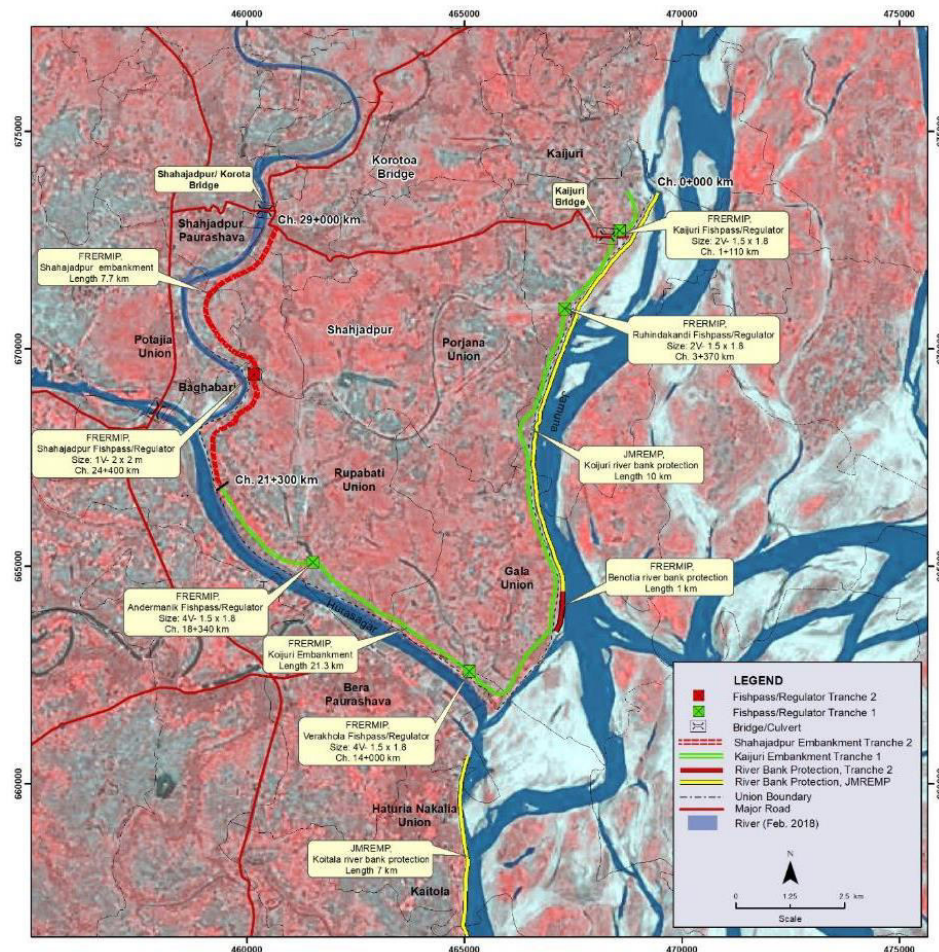 460000
465000
470000
475000
675000
675000
Korotoa
Bridge
Kaijuri
Shahajadpur/ Korota
Bridge
Kaijuri
Bridge
Ch. 0+000 km
Ch. 29+000 km
Shahjadpur
Paurashava
FRERMIP,
Kaijuri Fishpass/Regulator
Size: 2V- 1.5 x 1.8
Ch. 1+110 km
FRERMIP,
Shahajadpur embankment
Length 7.7 km
Shahjadpur
Potajia
Union
Porjana
Union
FRERMIP,
Ruhindakandi Fishpass/Regulator
Size: 2V- 1.5 x 1.8
Ch. 3+370 km
670000
670000
Baghabari
Jamuna
FRERMIP,
Shahajadpur Fishpass/Regulator
Size: 1V- 2 x 2 m
Ch. 24+400 km
JMREMP,
Koijuri river bank protection
Length 10 km
Ch. 21+300 km
Rupabati
Union
665000
665000
Gala
Union
FRERMIP,
Benotia river bank protection
Length 1 km
FRERMIP,
Andermanik Fishpass/Regulator
Size: 4V- 1.5 x 1.8
Ch. 18+340 km
Hurasagar
FRERMIP,
Koijuri Embankment
Length 21.3 km
Bera
Paurashava
FRERMIP,
Verakhola Fishpass/Regulator
Size: 4V- 1.5 x 1.8
Ch. 14+000 km
660000
660000
Haturia Nakalia
Union
JMREMP,
Koitala river bank protection
Length 7 km
Kaitola
LEGEND
Fishpass/Regulator Tranche 2
Fishpass/Regulator Tranche 1
Bridge/Culvert
Shahajadpur Embankment Tranche 2
Kaijuri Embankment Tranche 1
River Bank Protection, Tranche 2
River Bank Protection, JMREMP
Union Boundary
Major Road
River (Feb. 2018)
N
0 1.25 2.5 km
Scale
460000
465000
470000
475000